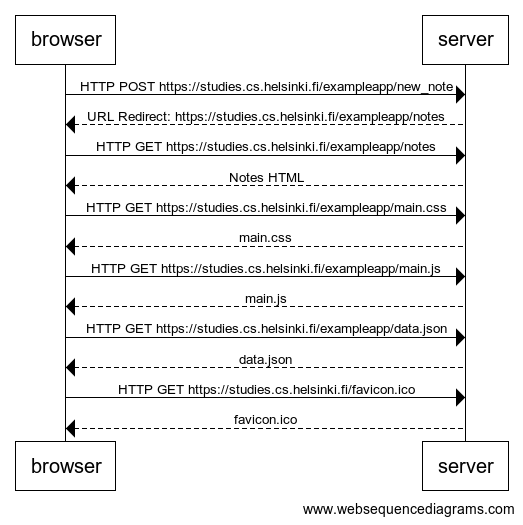 browser server
HTTP POST https://studies.cs.helsinki.fi/exampleapp/new_note
URL Redirect: https://studies.cs.helsinki.fi/exampleapp/notes
HTTP GET https://studies.cs.helsinki.fi/exampleapp/notes
Notes HTML
HTTP GET https://studies.cs.helsinki.fi/exampleapp/main.css
main.css
HTTP GET https://studies.cs.helsinki.fi/exampleapp/main.js
main.js
HTTP GET https://studies.cs.helsinki.fi/exampleapp/data.json
data.json
HTTP GET https://studies.cs.helsinki.fi/favicon.ico
favicon.ico
browser server
www.websequencediagrams.com